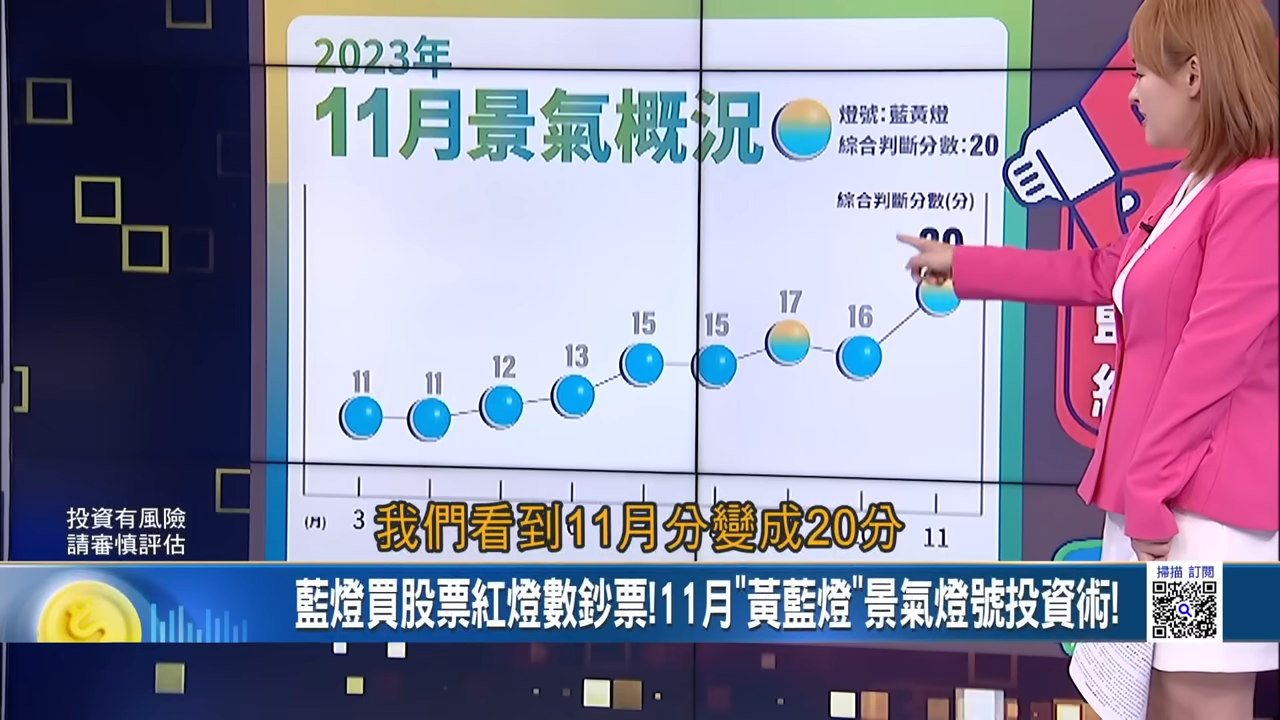 2023年
11月景氣概況
燈號：藍黃燈
綜合判斷分數：20
綜合判斷分數(分)
20
17
16
15
15
13
12
11
11
(月)
3
11
我們看到11月分變成20分
投資有風險
請審慎評估
掃描 訂閱
藍燈買股票紅燈數鈔票!11月"黃藍燈"景氣燈號投資術!